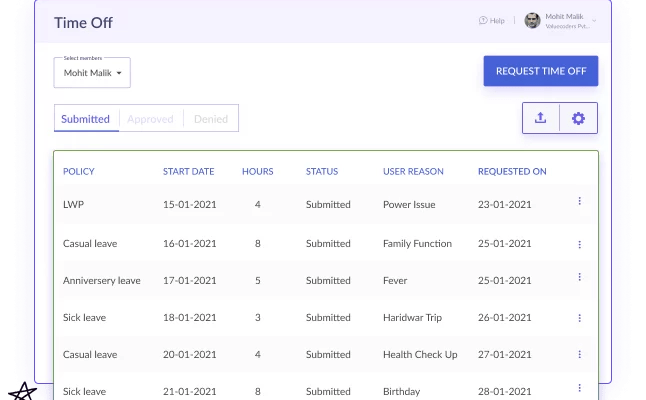 Time Off
Help
Mohit Malik
Valuecoders Pvt...
Select members
Mohit Malik
REQUEST TIME OFF
Submitted Approved Denied
POLICY START DATE HOURS STATUS USER REASON REQUESTED ON
LWP 15-01-2021 4 Submitted Power Issue 23-01-2021
Casual leave 16-01-2021 8 Submitted Family Function 25-01-2021
Anniversery leave 17-01-2021 5 Submitted Fever 25-01-2021
Sick leave 18-01-2021 3 Submitted Haridwar Trip 26-01-2021
Casual leave 20-01-2021 4 Submitted Health Check Up 27-01-2021
Sick leave 21-01-2021 8 Submitted Birthday 28-01-2021